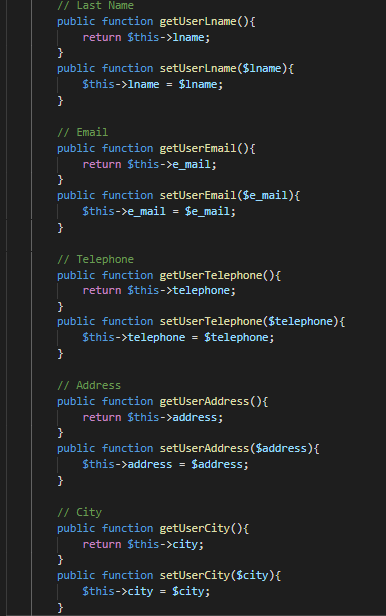 // Last Name
public function getUserLname(){
return $this->lname;
}
public function setUserLname($lname){
$this->lname = $lname;
}
// Email
public function getUserEmail(){
return $this->e_mail;
}
public function setUserEmail($e_mail){
$this->e_mail = $e_mail;
}
// Telephone
public function getUserTelephone(){
return $this->telephone;
}
public function setUserTelephone($telephone){
$this->telephone = $telephone;
}
// Address
public function getUserAddress(){
return $this->address;
}
public function setUserAddress($address){
$this->address = $address;
}
// City
public function getUserCity(){
return $this->city;
}
public function setUserCity($city){
$this->city = $city;
}